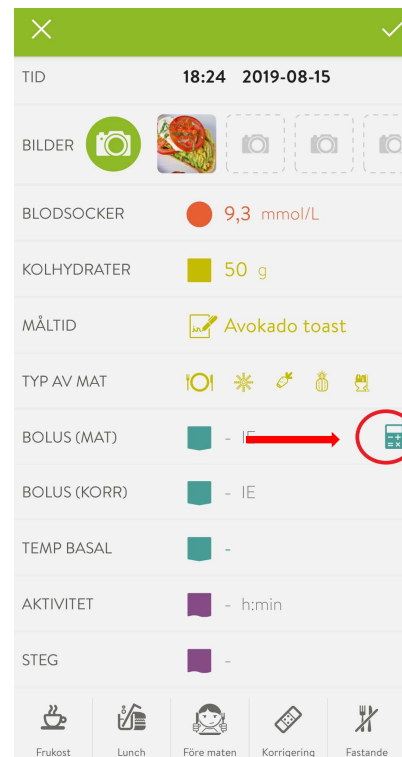 TID 18:24 2019-08-15
BILDER
BLODSOCKER 9,3 mmol/L
KOLHYDRATER 50 g
MÅLTID Avokado toast
TYP AV MAT
BOLUS (MAT) - IE
BOLUS (KORR) - IE
TEMP BASAL -
AKTIVITET - h:min
STEG -
Frukost Lunch Före maten Korrigering Fastande